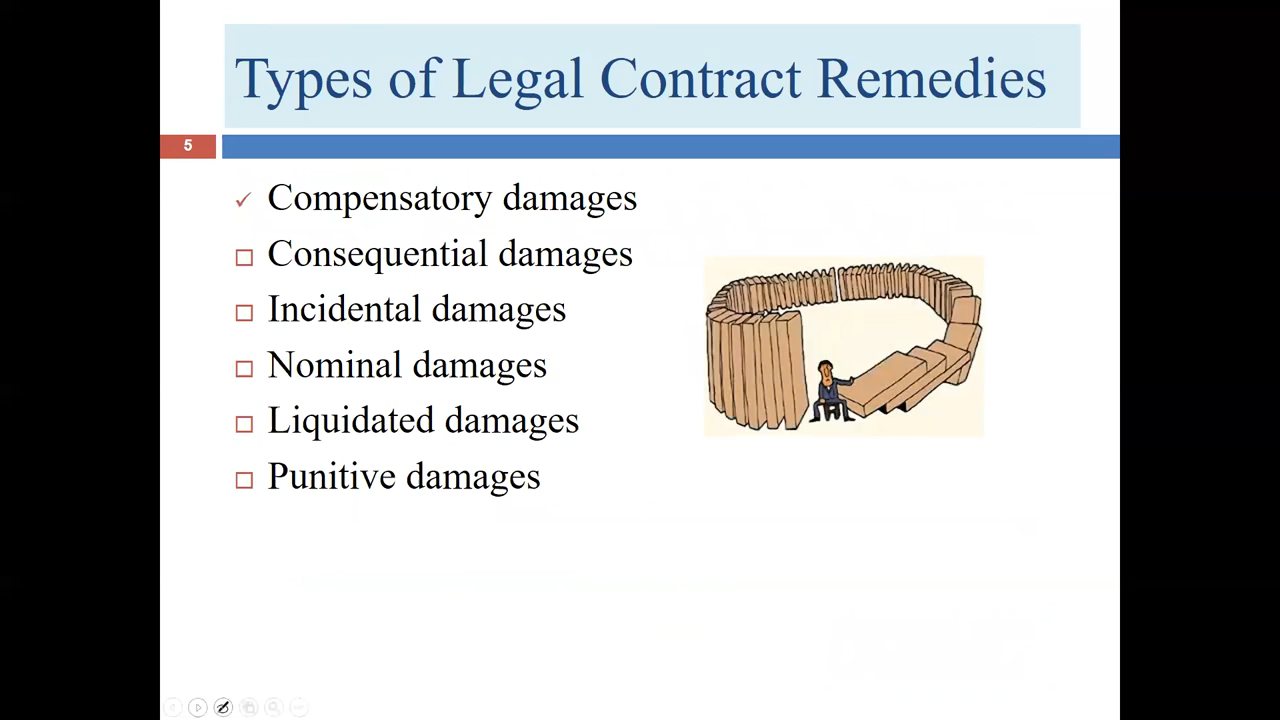 Types of Legal Contract Remedies
5
Compensatory damages
Consequential damages
Incidental damages
Nominal damages
Liquidated damages
Punitive damages